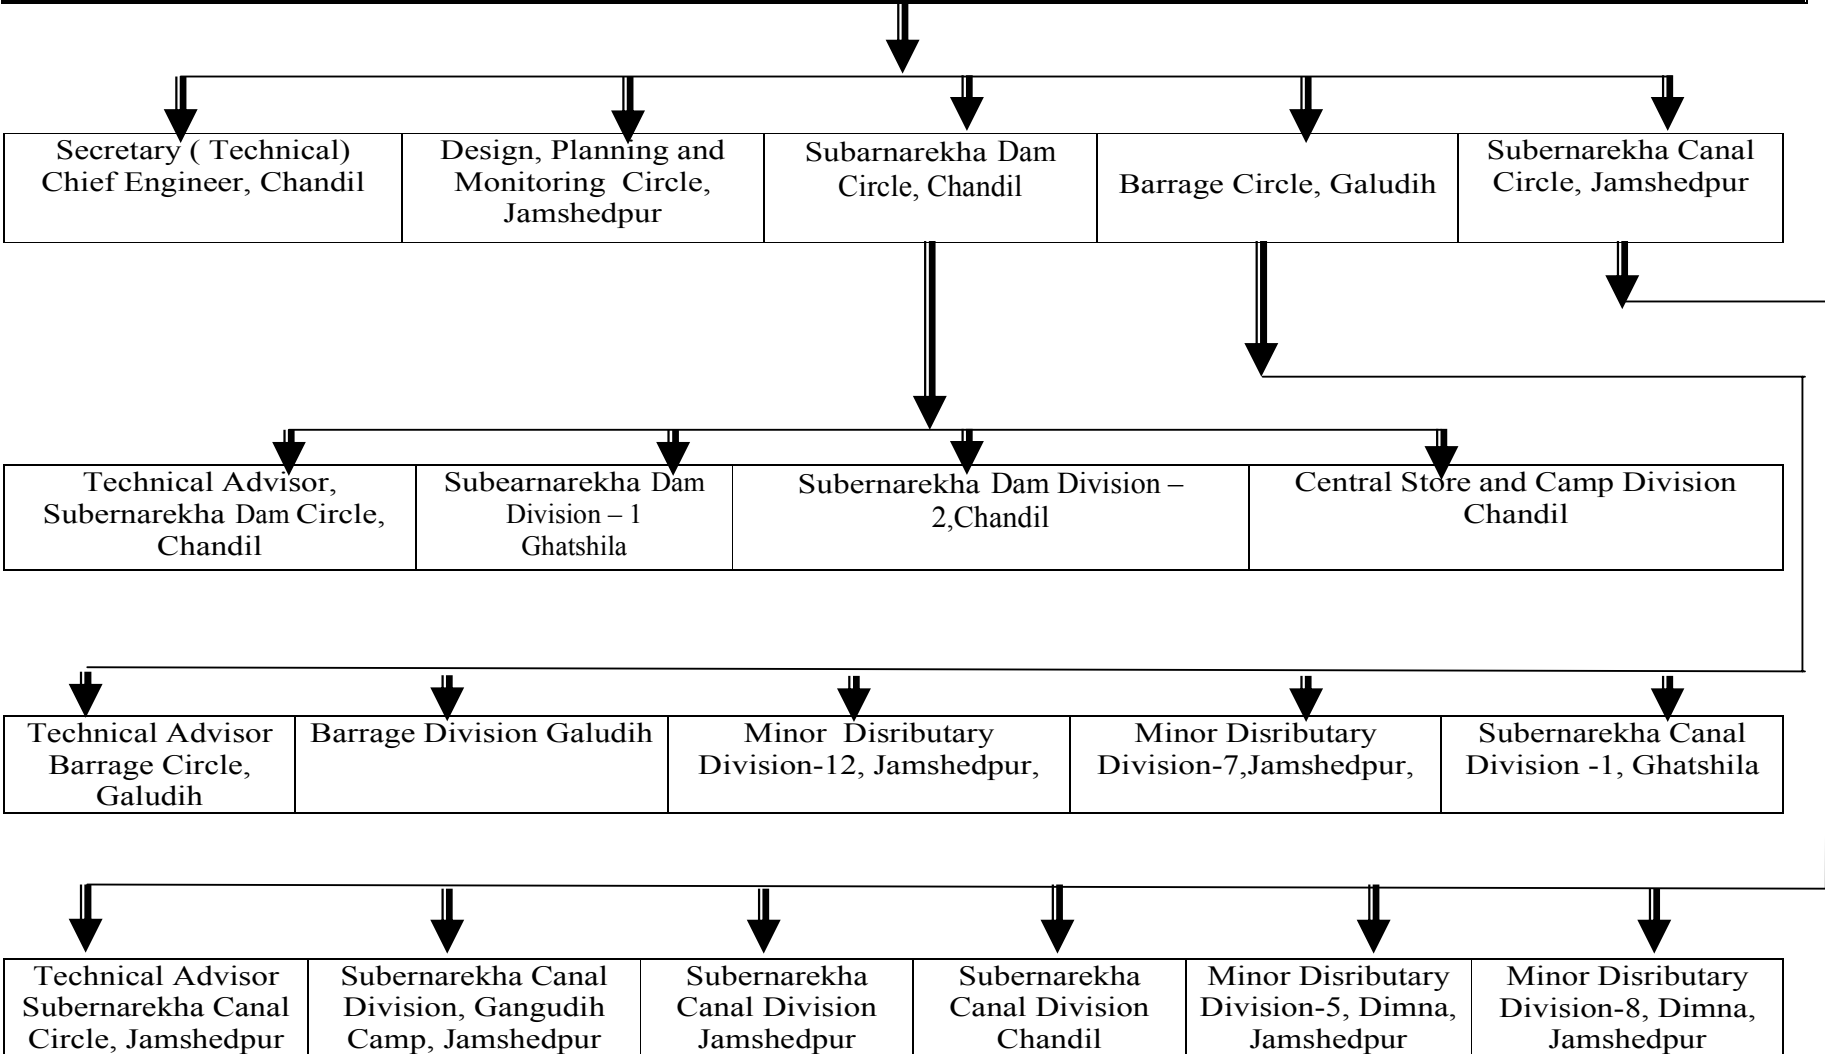 Secretary ( Technical)
Chief Engineer, Chandil
Design, Planning and
Monitoring Circle,
Jamshedpur
Subarnarekha Dam
Circle, Chandil
Barrage Circle, Galudih
Subernarekha Canal
Circle, Jamshedpur
Technical Advisor,
Subernarekha Dam Circle,
Chandil
Subearnarekha Dam
Division – 1
Ghatshila
Subernarekha Dam Division –
2,Chandil
Central Store and Camp Division
Chandil
Technical Advisor
Barrage Circle,
Galudih
Barrage Division Galudih
Minor Disributary
Division-12, Jamshedpur,
Minor Disributary
Division-7,Jamshedpur,
Subernarekha Canal
Division -1, Ghatshila
Technical Advisor
Subernarekha Canal
Circle, Jamshedpur
Subernarekha Canal
Division, Gangudih
Camp, Jamshedpur
Subernarekha
Canal Division
Jamshedpur
Subernarekha
Canal Division
Chandil
Minor Disributary
Division-5, Dimna,
Jamshedpur
Minor Disributary
Division-8, Dimna,
Jamshedpur